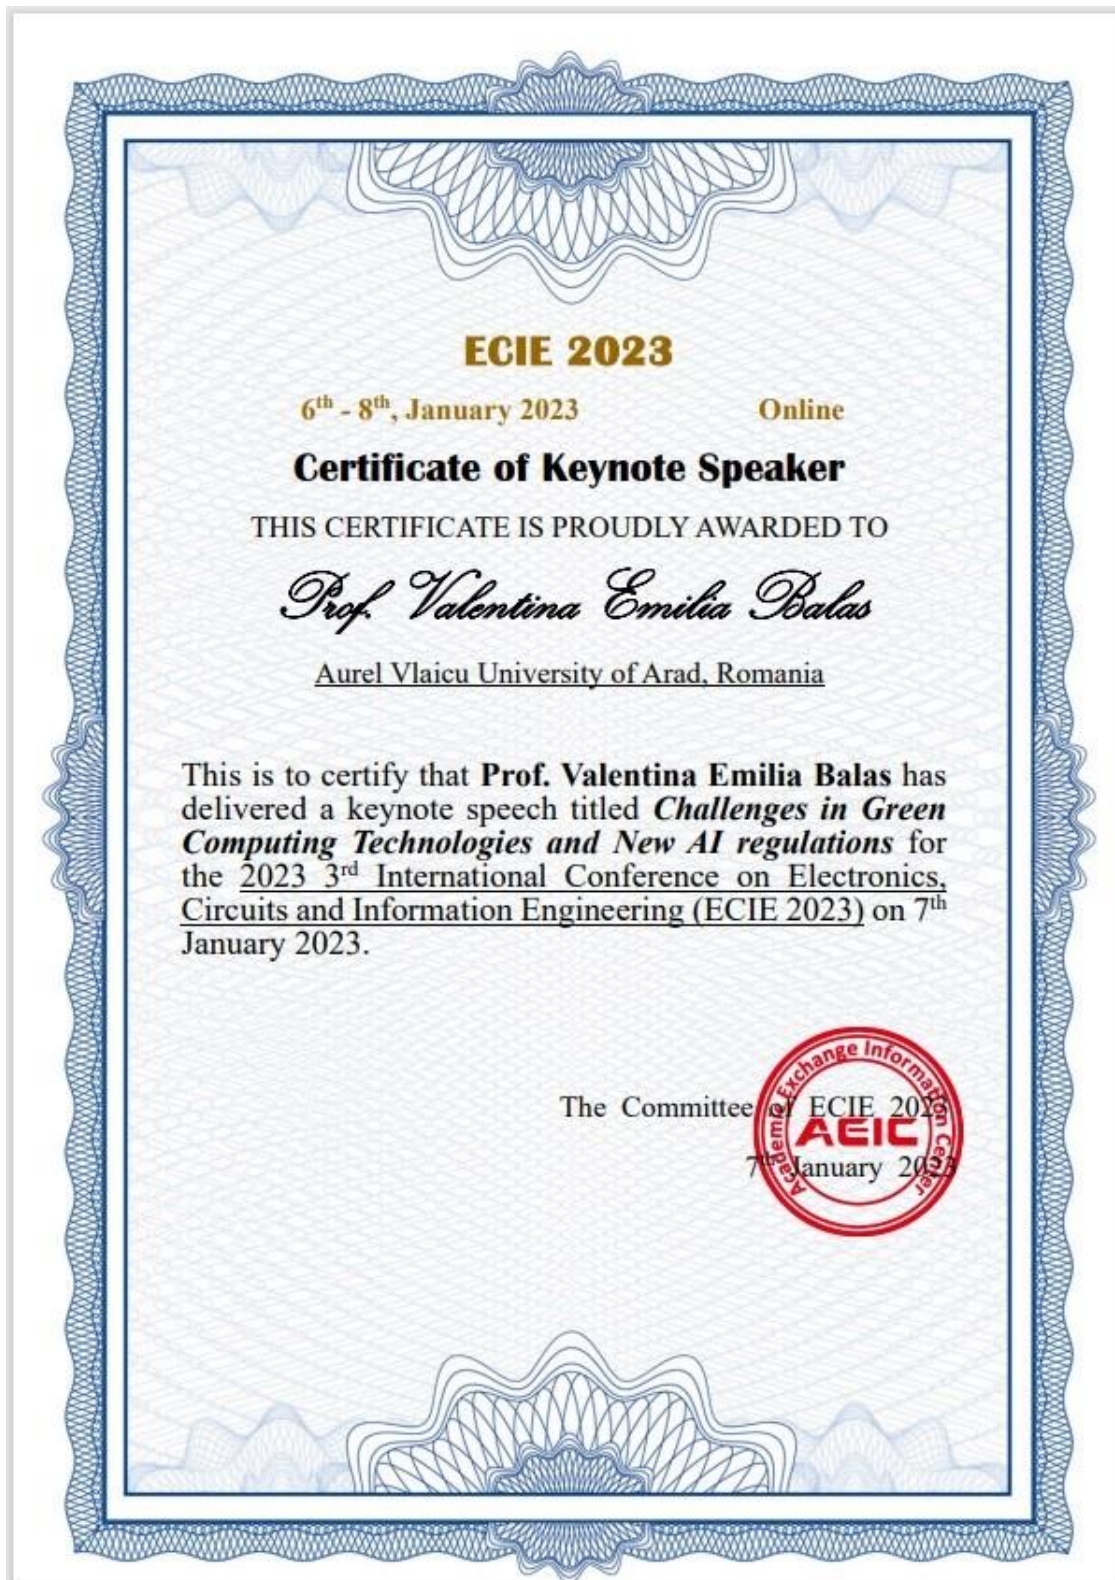 ECIE 2023
6th - 8th, January 2023 Online
Certificate of Keynote Speaker
THIS CERTIFICATE IS PROUDLY AWARDED TO
Prof. Valentina Emilia Balas
Aurel Vlaicu University of Arad, Romania
This is to certify that Prof. Valentina Emilia Balas has
delivered a keynote speech titled Challenges in Green
Computing Technologies and New AI regulations for
the 2023 3rd International Conference on Electronics,
Circuits and Information Engineering (ECIE 2023) on 7th
January 2023.
The Committee of ECIE 2023
7th January 2023
Academic Exchange Information Center
AEIC